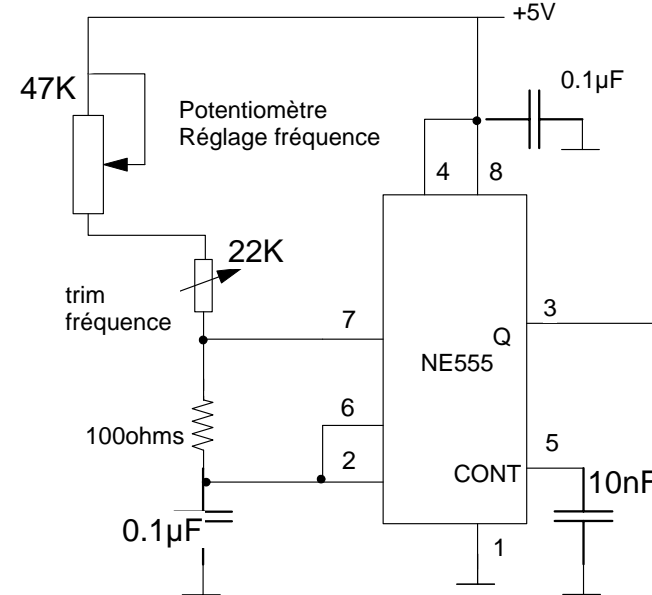 +5V
47K
0.1µF
Potentiomètre
Réglage fréquence
4
8
22K
trim
fréquence
7
3
Q
NE555
6
100ohms
2
5
CONT
10nF
0.1µF
1